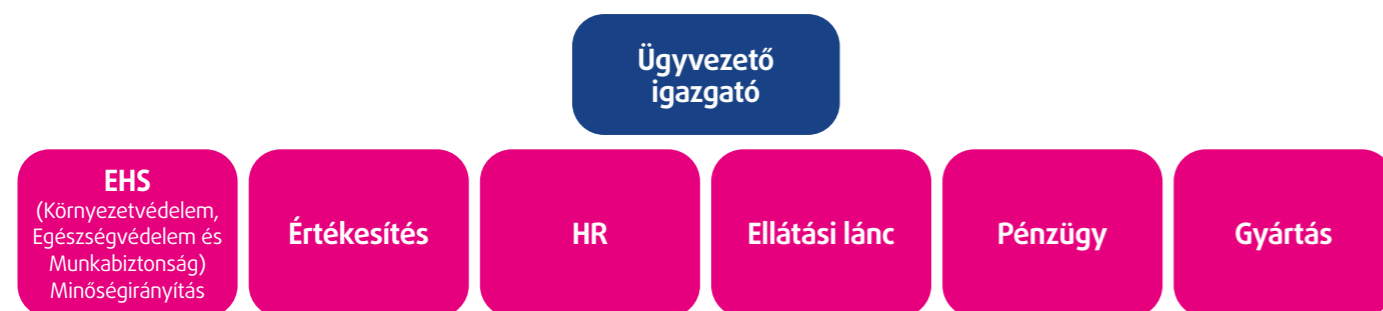 Ügyvezető
igazgató
EHS
(Környezetvédelem,
Egészségvédelem és
Munkabiztonság)
Minőségirányítás
Értékesítés
HR
Ellátási lánc
Pénzügy
Gyártás